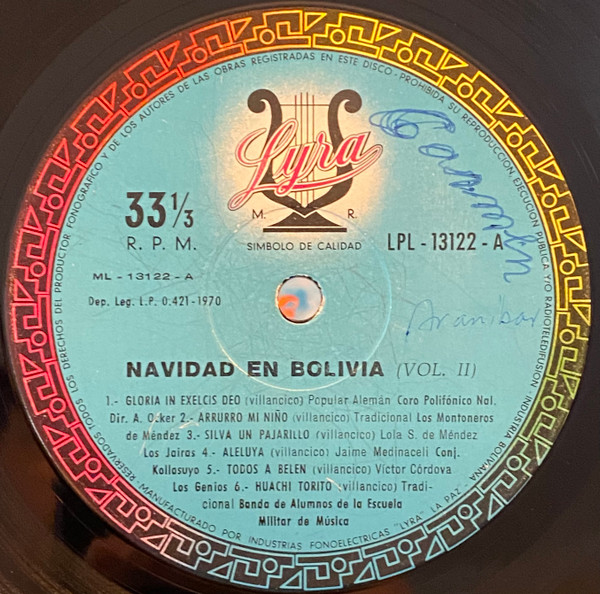 RESERVADOS TODOS LOS DERECHOS DEL PRODUCTOR FONOGRAFICO Y DE LOS AUTORES DE LAS OBRAS REGISTRADAS EN ESTE DISCO - PROHIBIDA SU REPRODUCCION, EJECUCION PUBLICA Y/O RADIOTELEDIFUSION INDUSTRIA BOLIVIANA
Lyra
Carmen
33 1/3
R. P. M.
M. R.
SIMBOLO DE CALIDAD
LPL - 13122 - A
ML - 13122 - A
Dep. Leg. L.P. 0.421 - 1970
Aranibar
NAVIDAD EN BOLIVIA (VOL. II)
1.- GLORIA IN EXELCIS DEO (villancico) Popular Alemán Coro Polifónico Nal.
Dir. A. Ocker 2.- ARRURRO MI NIÑO (villancico) Tradicional Los Montoneros
de Méndez 3.- SILVA UN PAJARILLO (villancico) Lola S. de Méndez
Los Jairas 4.- ALELUYA (villancico) Jaime Medinaceli Conj.
Kollasuyo 5.- TODOS A BELEN (villancico) Víctor Córdova
Los Genios 6.- HUACHI TORITO (villancico) Tradi-
cional Banda de Alumnos de la Escuela
Militar de Música
MANUFACTURADO POR INDUSTRIAS FONOELECTRICAS "LYRA" LA PAZ -